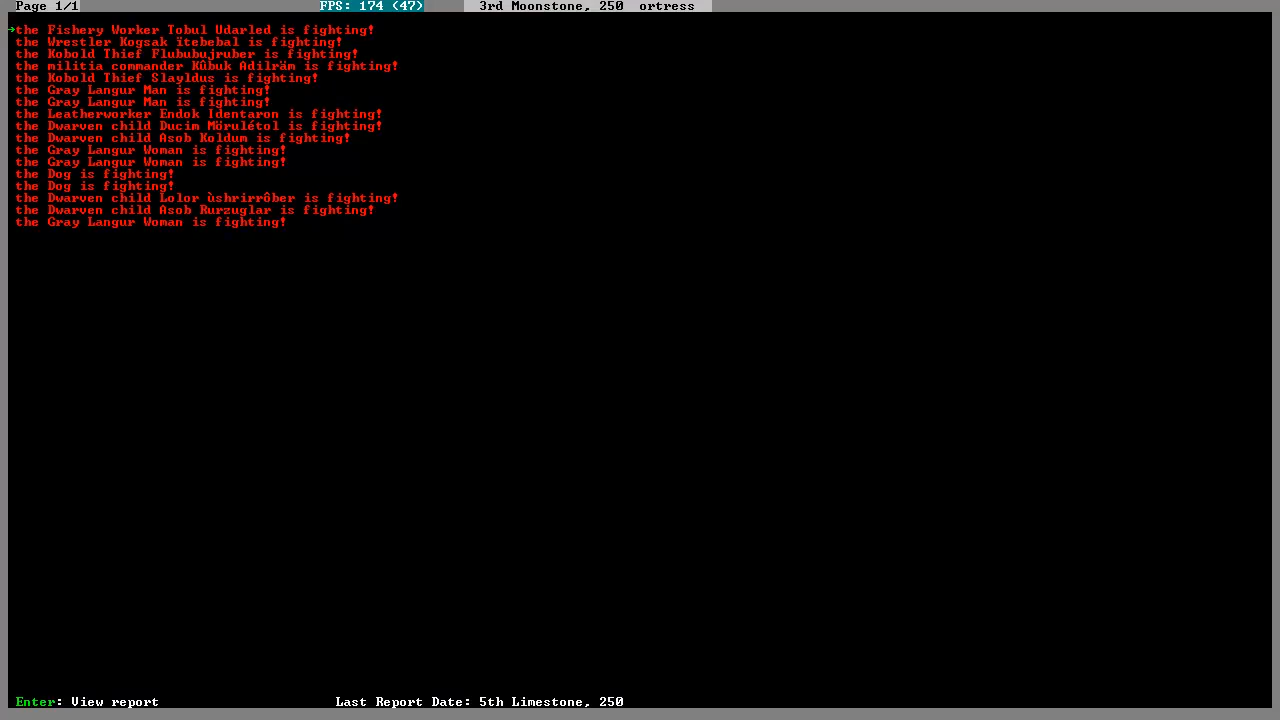 Page 1/1 FPS: 174 (47) 3rd Moonstone, 250 ortress
→the Fishery Worker Tobul Udarled is fighting!
the Wrestler Kogsak ïtebebal is fighting!
the Kobold Thief Flububujruber is fighting!
the militia commander Kûbuk Adilräm is fighting!
the Kobold Thief Slayldus is fighting!
the Gray Langur Man is fighting!
the Gray Langur Man is fighting!
the Leatherworker Endok Identaron is fighting!
the Dwarven child Ducim Mörulétol is fighting!
the Dwarven child Asob Koldum is fighting!
the Gray Langur Woman is fighting!
the Gray Langur Woman is fighting!
the Dog is fighting!
the Dog is fighting!
the Dwarven child Lolor ùshrirrôber is fighting!
the Dwarven child Asob Rurzuglar is fighting!
the Gray Langur Woman is fighting!
Enter: View report Last Report Date: 5th Limestone, 250